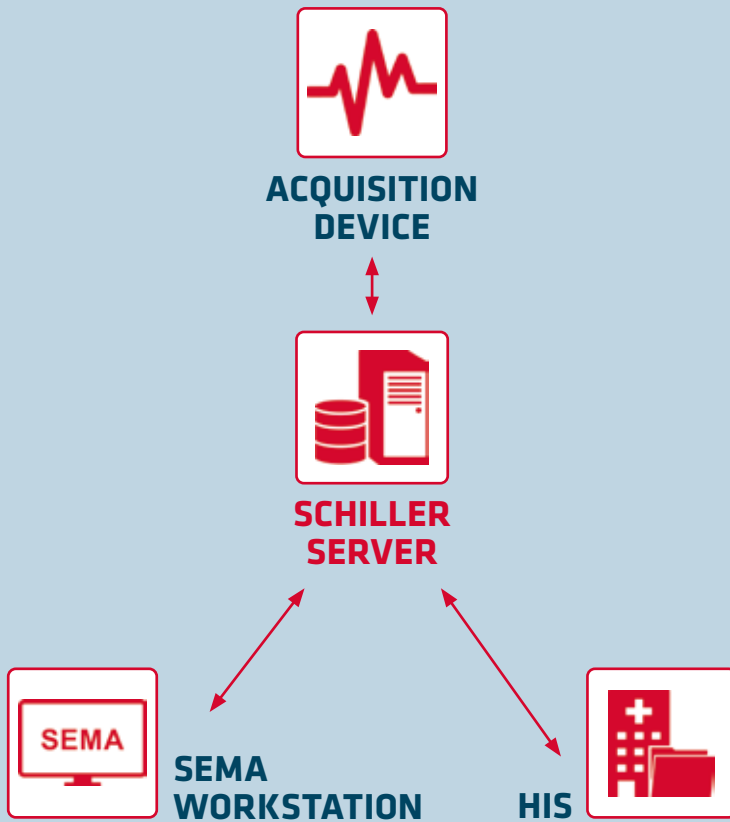 ACQUISITION
DEVICE
SCHILLER
SERVER
SEMA
SEMA
WORKSTATION
HIS